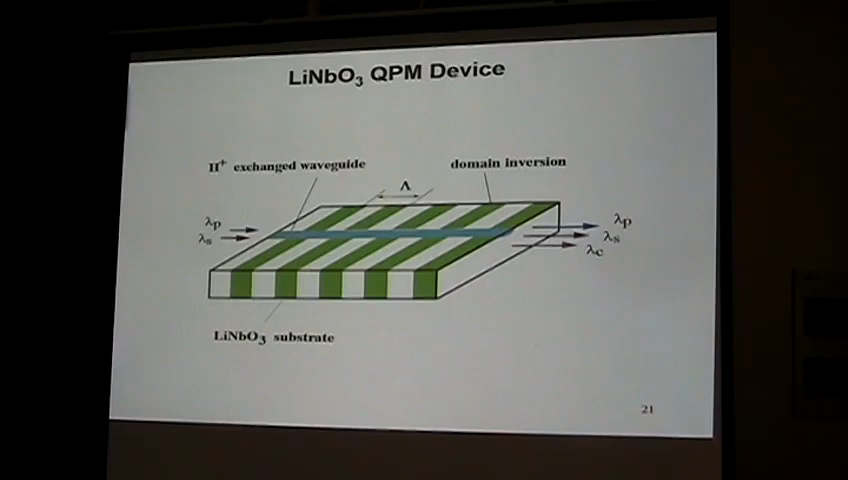 LiNbO₃ QPM Device
H⁺ exchanged waveguide
domain inversion
Λ
λp
λs
λp
λs
λc
LiNbO₃ substrate
21